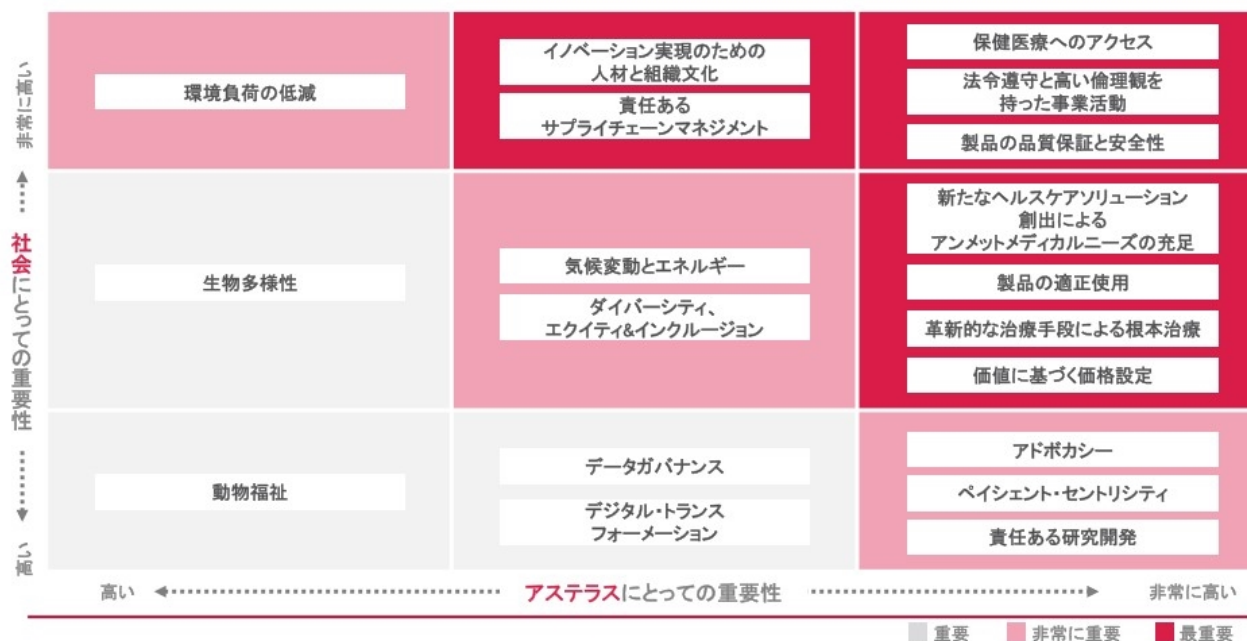 非常に高い
社会にとっての重要性
高い
環境負荷の低減
イノベーション実現のための
人材と組織文化
責任ある
サプライチェーンマネジメント
保健医療へのアクセス
法令遵守と高い倫理観を
持った事業活動
製品の品質保証と安全性
生物多様性
気候変動とエネルギー
ダイバーシティ、
エクイティ&インクルージョン
新たなヘルスケアソリューション
創出による
アンメットメディカルニーズの充足
製品の適正使用
革新的な治療手段による根本治療
価値に基づく価格設定
動物福祉
データガバナンス
デジタル・トランス
フォーメーション
アドボカシー
ペイシェント・セントリシティ
責任ある研究開発
高い
アステラスにとっての重要性
非常に高い
重要
非常に重要
最重要